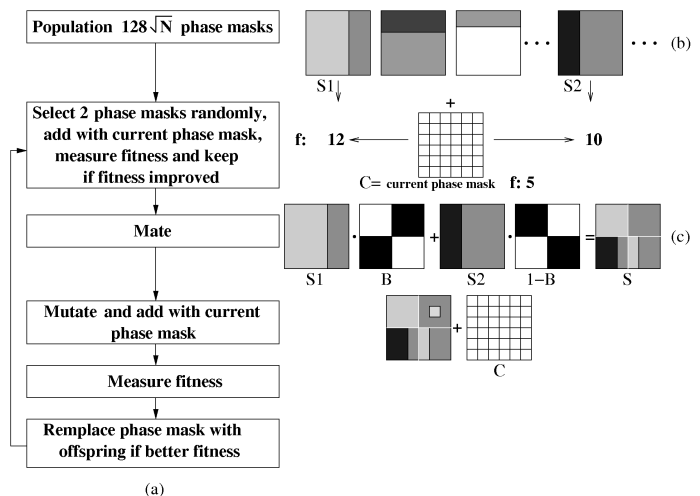 Population 128√N phase masks
Select 2 phase masks randomly,
add with current phase mask,
measure fitness and keep
if fitness improved
Mate
Mutate and add with current
phase mask
Measure fitness
Remplace phase mask with
offspring if better fitness
(a)
(b)
S1
S2
+
f: 12
10
C= current phase mask f: 5
(c)
· + · =
S1 B S2 1−B S
+
C